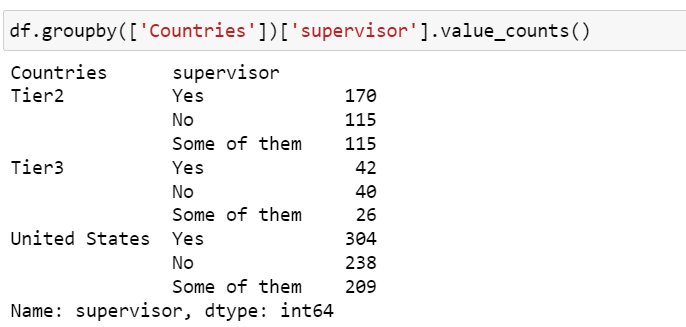 df.groupby(['Countries'])['supervisor'].value_counts()
Countries      supervisor
Tier2          Yes             170
               No              115
               Some of them    115
Tier3          Yes              42
               No               40
               Some of them     26
United States  Yes             304
               No              238
               Some of them    209
Name: supervisor, dtype: int64